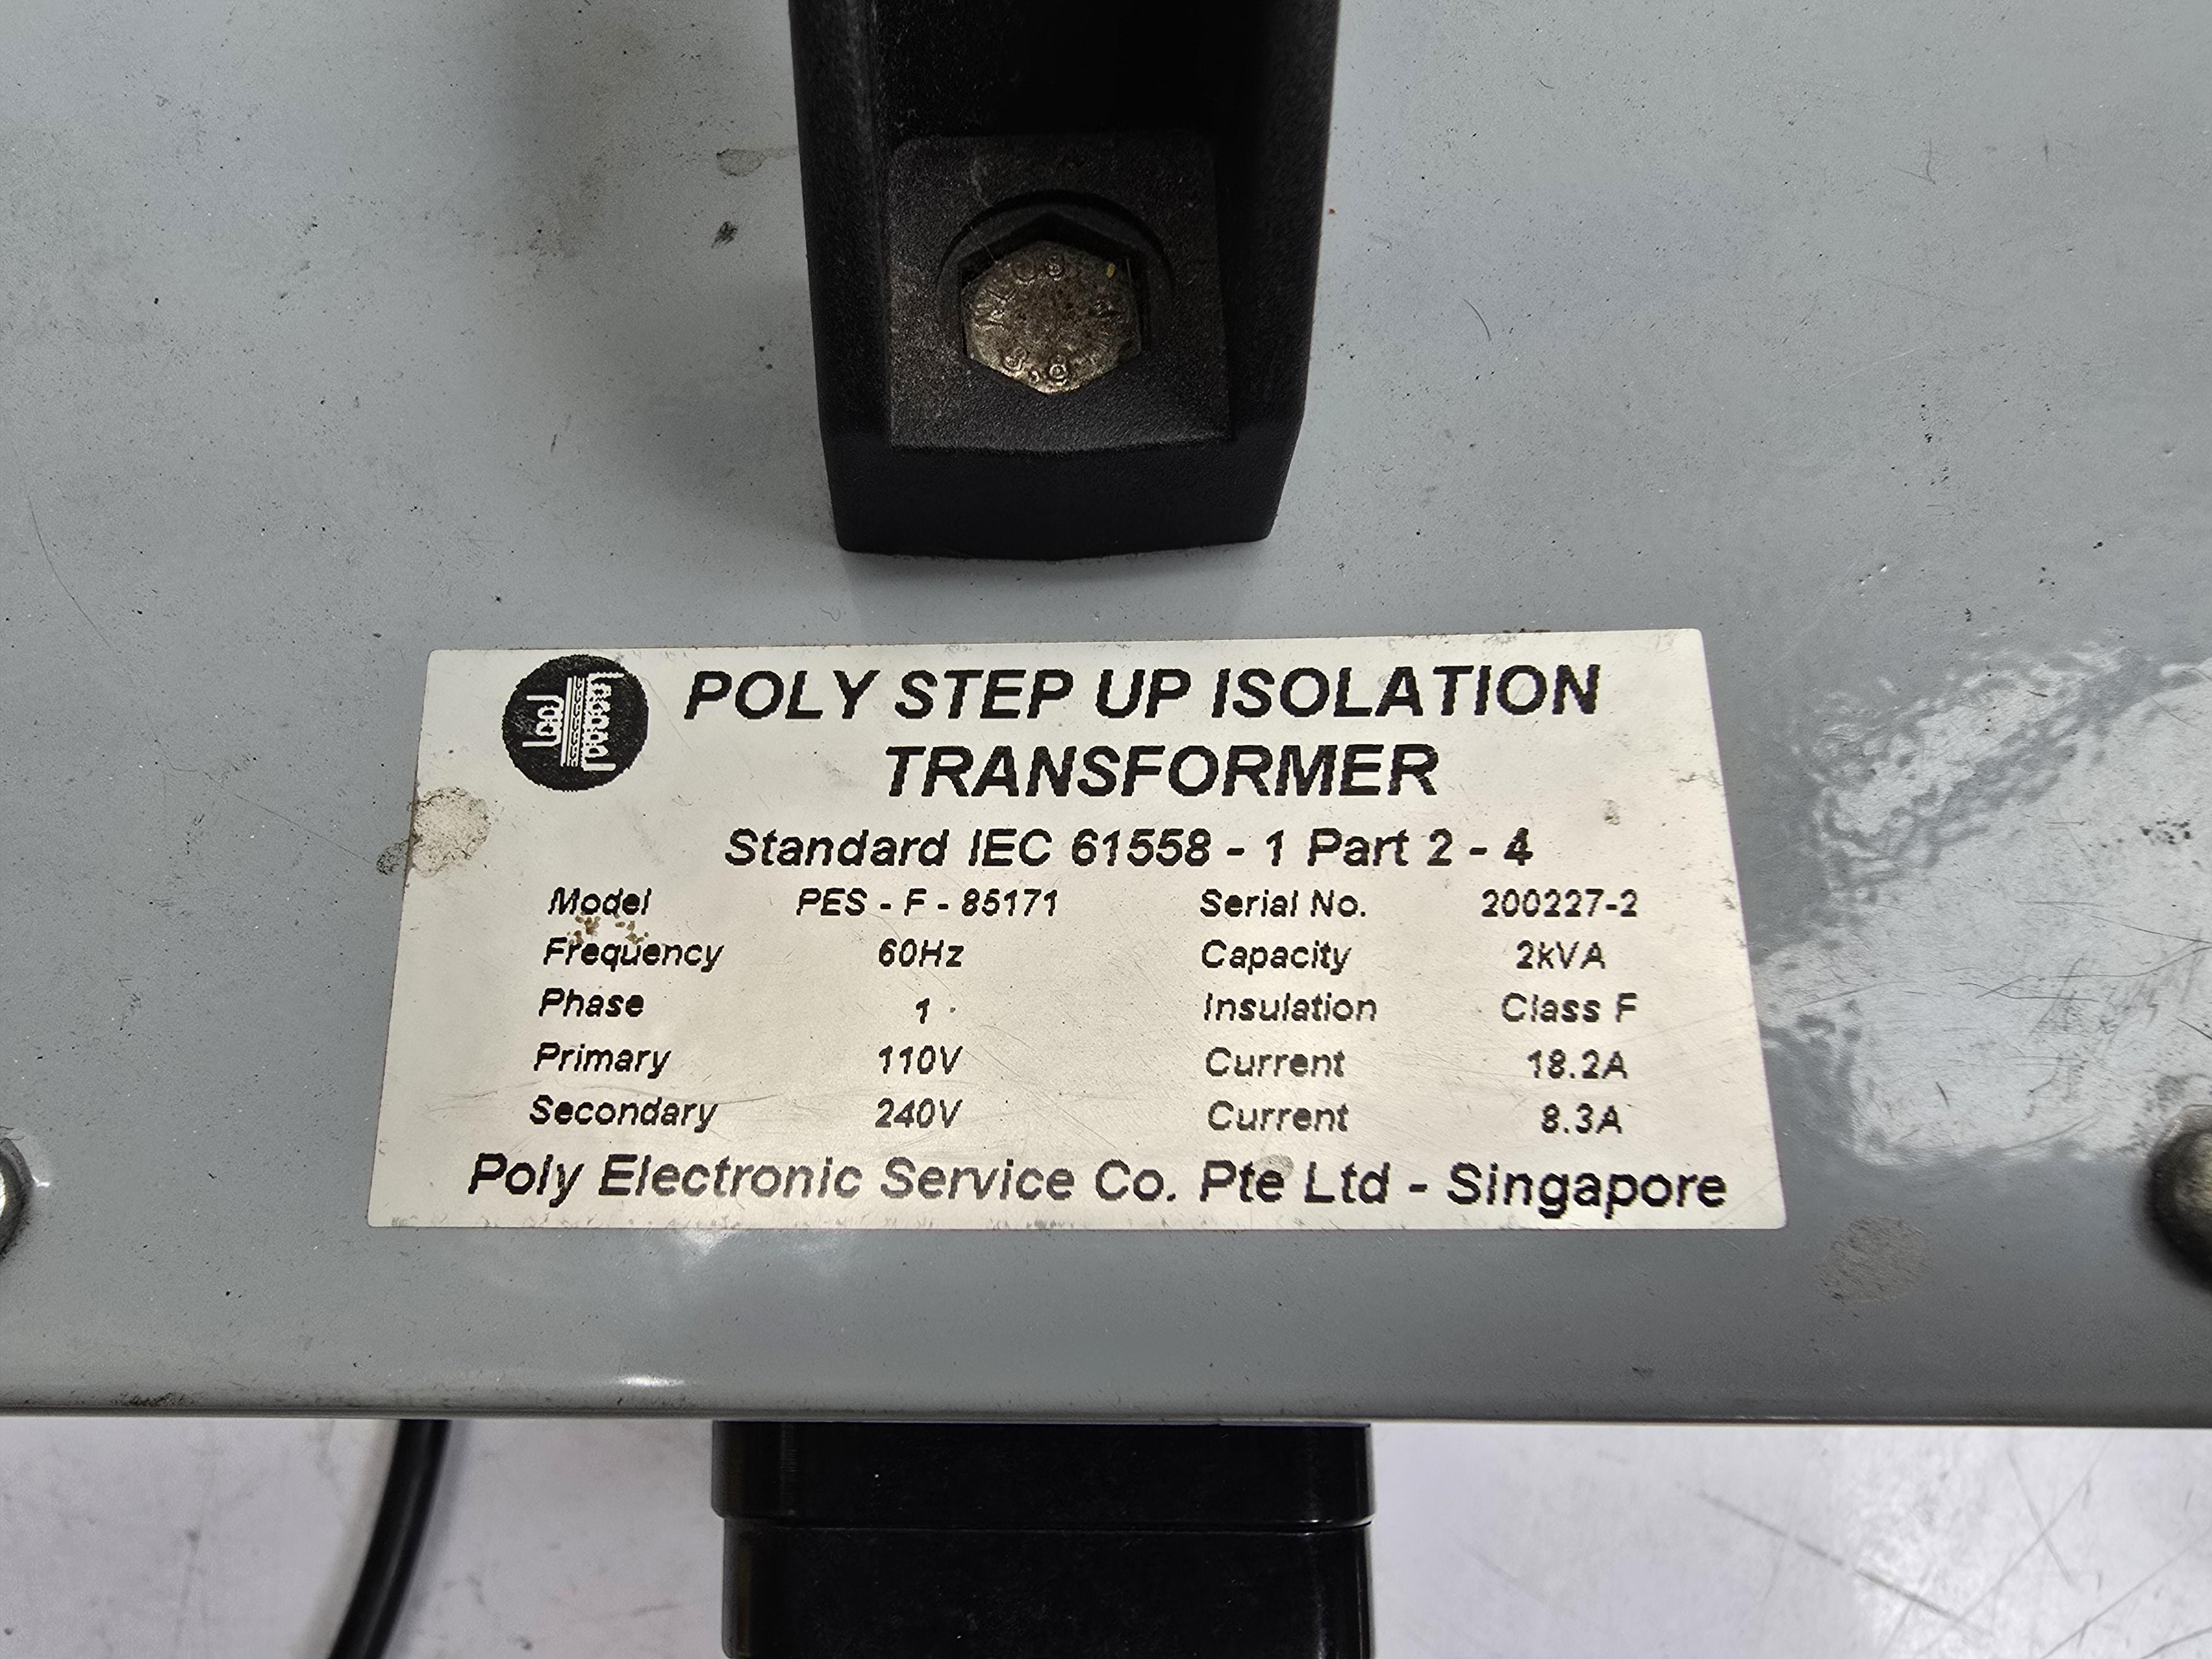 POLY STEP UP ISOLATION
TRANSFORMER
Standard IEC 61558 - 1 Part 2 - 4
Model PES - F - 85171 Serial No. 200227-2
Frequency 60Hz Capacity 2kVA
Phase 1 Insulation Class F
Primary 110V Current 18.2A
Secondary 240V Current 8.3A
Poly Electronic Service Co. Pte Ltd - Singapore
8.8